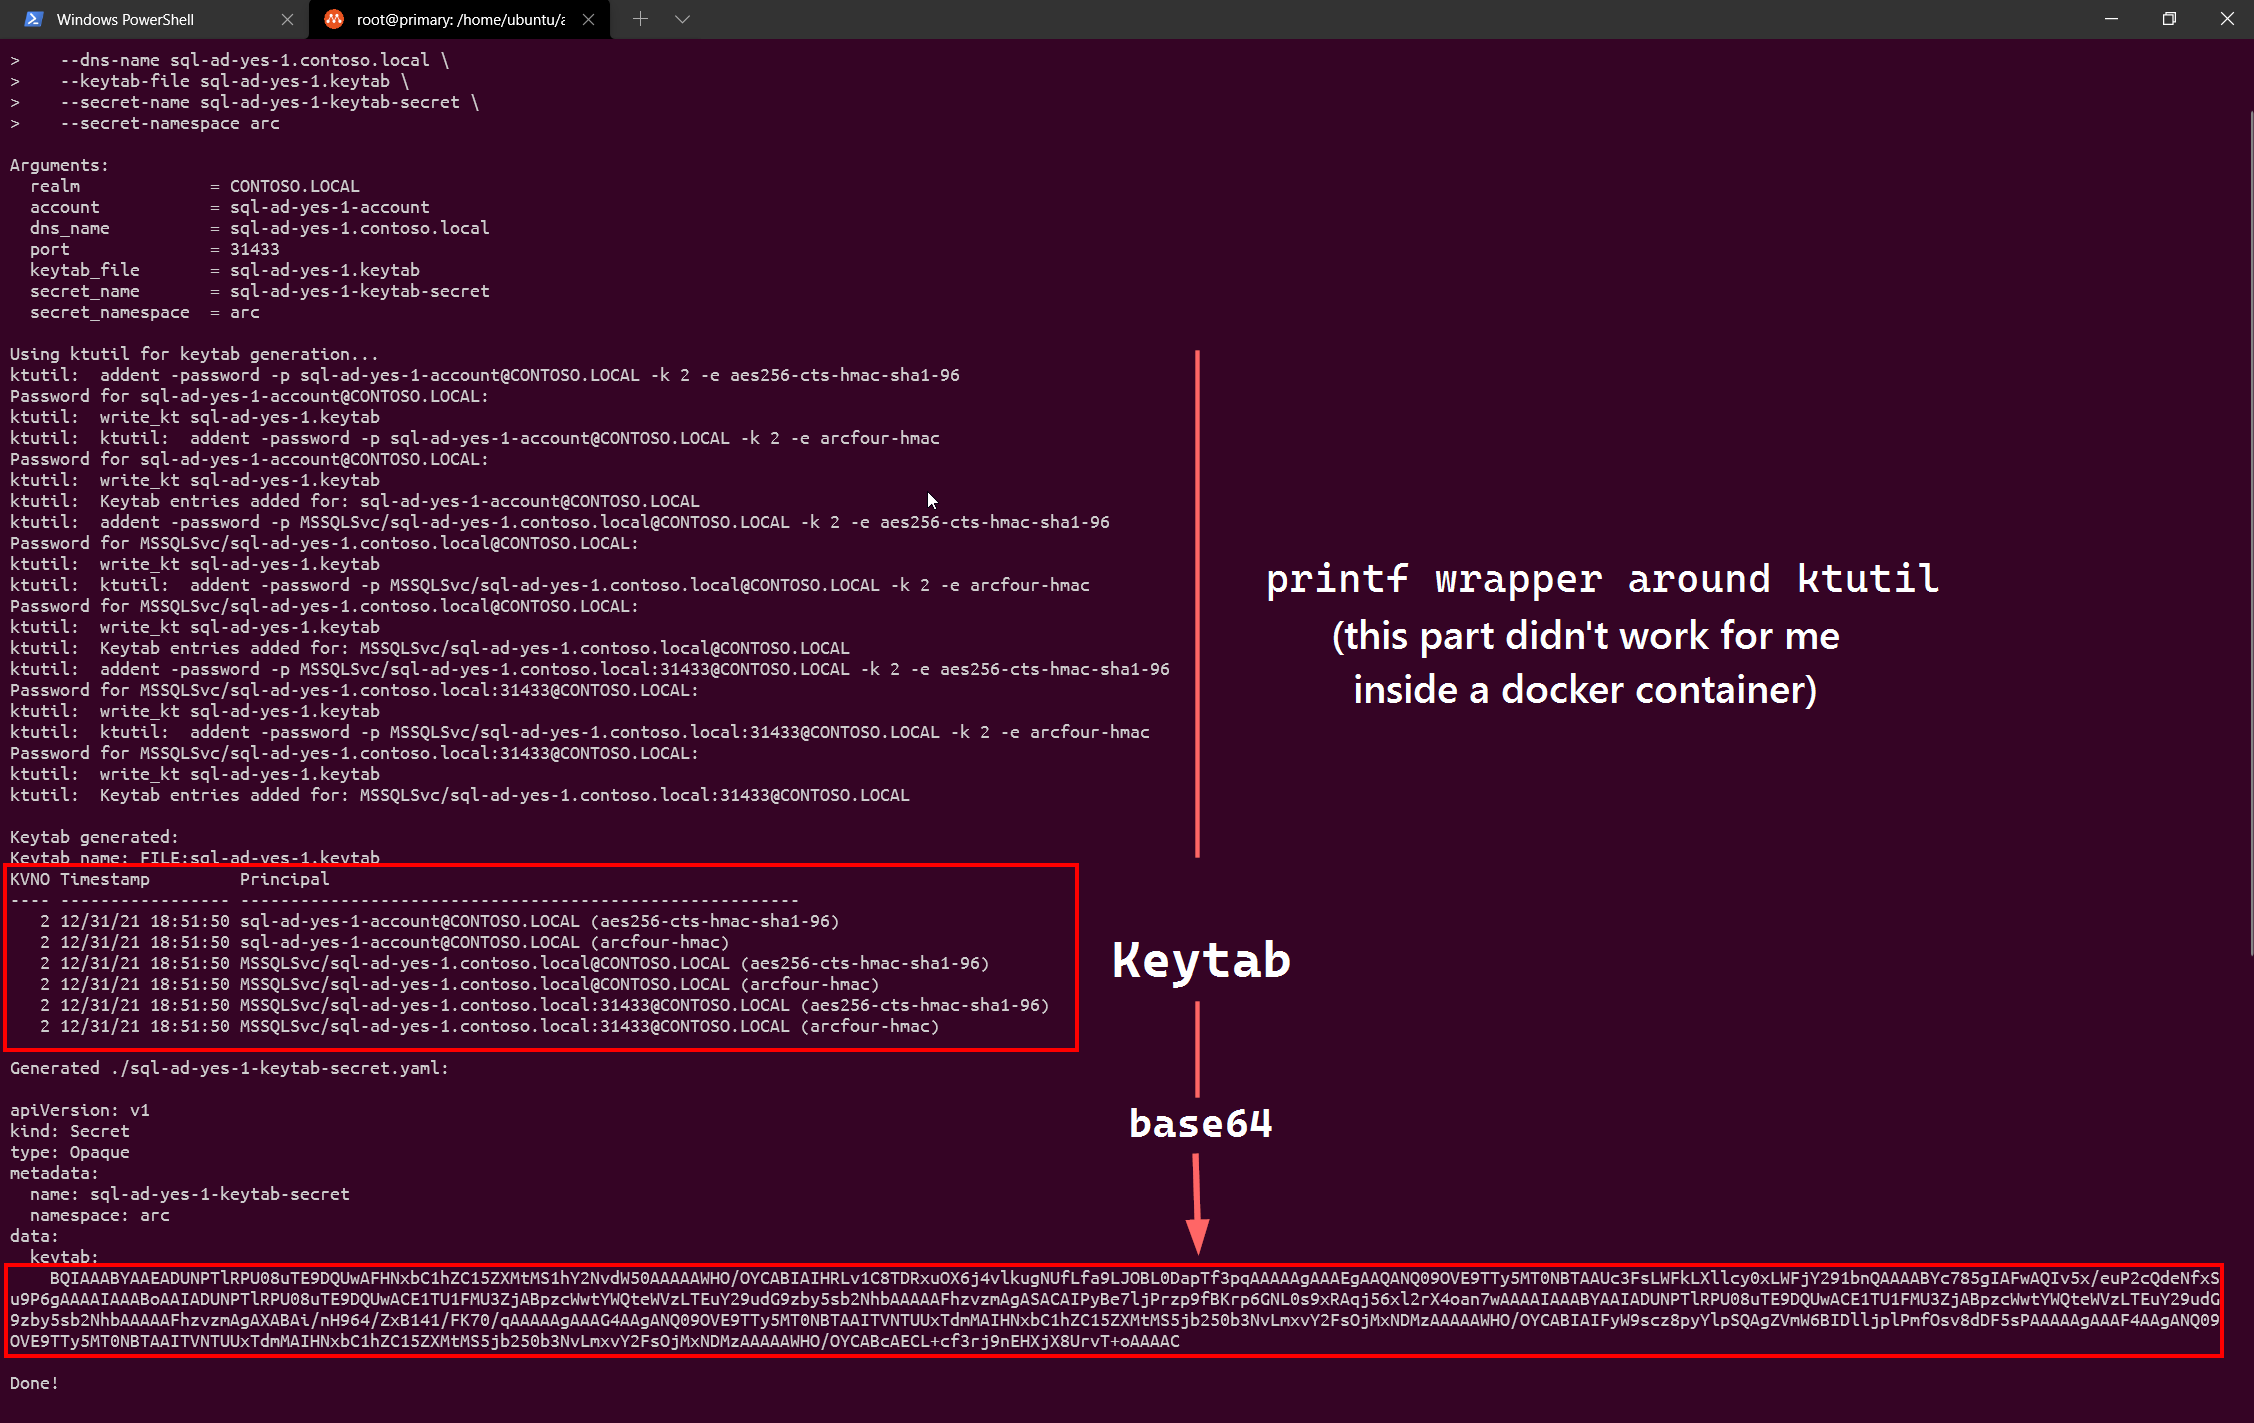 Windows PowerShell
root@primary: /home/ubuntu/a
>    --dns-name sql-ad-yes-1.contoso.local \
>    --keytab-file sql-ad-yes-1.keytab \
>    --secret-name sql-ad-yes-1-keytab-secret \
>    --secret-namespace arc
Arguments:
  realm             = CONTOSO.LOCAL
  account           = sql-ad-yes-1-account
  dns_name          = sql-ad-yes-1.contoso.local
  port              = 31433
  keytab_file       = sql-ad-yes-1.keytab
  secret_name       = sql-ad-yes-1-keytab-secret
  secret_namespace  = arc
Using ktutil for keytab generation...
ktutil:  addent -password -p sql-ad-yes-1-account@CONTOSO.LOCAL -k 2 -e aes256-cts-hmac-sha1-96
Password for sql-ad-yes-1-account@CONTOSO.LOCAL:
ktutil:  write_kt sql-ad-yes-1.keytab
ktutil:  ktutil:  addent -password -p sql-ad-yes-1-account@CONTOSO.LOCAL -k 2 -e arcfour-hmac
Password for sql-ad-yes-1-account@CONTOSO.LOCAL:
ktutil:  write_kt sql-ad-yes-1.keytab
ktutil:  Keytab entries added for: sql-ad-yes-1-account@CONTOSO.LOCAL
ktutil:  addent -password -p MSSQLSvc/sql-ad-yes-1.contoso.local@CONTOSO.LOCAL -k 2 -e aes256-cts-hmac-sha1-96
Password for MSSQLSvc/sql-ad-yes-1.contoso.local@CONTOSO.LOCAL:
ktutil:  write_kt sql-ad-yes-1.keytab
ktutil:  ktutil:  addent -password -p MSSQLSvc/sql-ad-yes-1.contoso.local@CONTOSO.LOCAL -k 2 -e arcfour-hmac
Password for MSSQLSvc/sql-ad-yes-1.contoso.local@CONTOSO.LOCAL:
ktutil:  write_kt sql-ad-yes-1.keytab
ktutil:  Keytab entries added for: MSSQLSvc/sql-ad-yes-1.contoso.local@CONTOSO.LOCAL
ktutil:  addent -password -p MSSQLSvc/sql-ad-yes-1.contoso.local:31433@CONTOSO.LOCAL -k 2 -e aes256-cts-hmac-sha1-96
Password for MSSQLSvc/sql-ad-yes-1.contoso.local:31433@CONTOSO.LOCAL:
ktutil:  write_kt sql-ad-yes-1.keytab
ktutil:  ktutil:  addent -password -p MSSQLSvc/sql-ad-yes-1.contoso.local:31433@CONTOSO.LOCAL -k 2 -e arcfour-hmac
Password for MSSQLSvc/sql-ad-yes-1.contoso.local:31433@CONTOSO.LOCAL:
ktutil:  write_kt sql-ad-yes-1.keytab
ktutil:  Keytab entries added for: MSSQLSvc/sql-ad-yes-1.contoso.local:31433@CONTOSO.LOCAL
printf wrapper around ktutil
(this part didn't work for me
inside a docker container)
Keytab generated:
Keytab name: FILE:sql-ad-yes-1.keytab
KVNO Timestamp         Principal
---- ----------------- --------------------------------------------------------
   2 12/31/21 18:51:50 sql-ad-yes-1-account@CONTOSO.LOCAL (aes256-cts-hmac-sha1-96)
   2 12/31/21 18:51:50 sql-ad-yes-1-account@CONTOSO.LOCAL (arcfour-hmac)
   2 12/31/21 18:51:50 MSSQLSvc/sql-ad-yes-1.contoso.local@CONTOSO.LOCAL (aes256-cts-hmac-sha1-96)
   2 12/31/21 18:51:50 MSSQLSvc/sql-ad-yes-1.contoso.local@CONTOSO.LOCAL (arcfour-hmac)
   2 12/31/21 18:51:50 MSSQLSvc/sql-ad-yes-1.contoso.local:31433@CONTOSO.LOCAL (aes256-cts-hmac-sha1-96)
   2 12/31/21 18:51:50 MSSQLSvc/sql-ad-yes-1.contoso.local:31433@CONTOSO.LOCAL (arcfour-hmac)
Keytab
Generated ./sql-ad-yes-1-keytab-secret.yaml:
base64
apiVersion: v1
kind: Secret
type: Opaque
metadata:
  name: sql-ad-yes-1-keytab-secret
  namespace: arc
data:
  keytab:
Done!